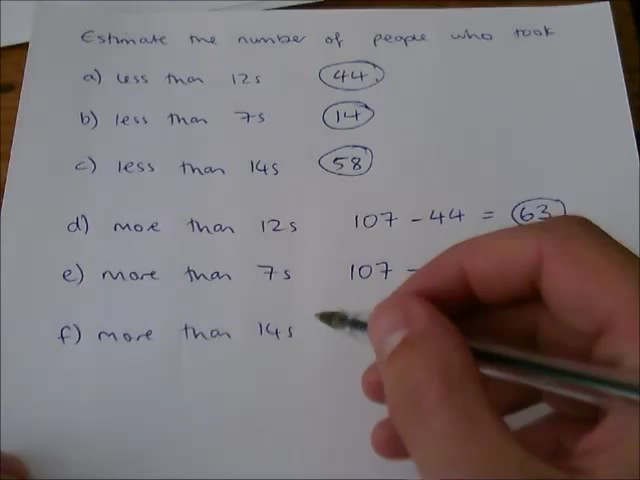 Estimate the number of people who took
a) less than 12s 44
b) less than 7s 14
c) less than 14s 58
d) more than 12s 107 - 44 = 63
e) more than 7s 107 -
f) more than 14s